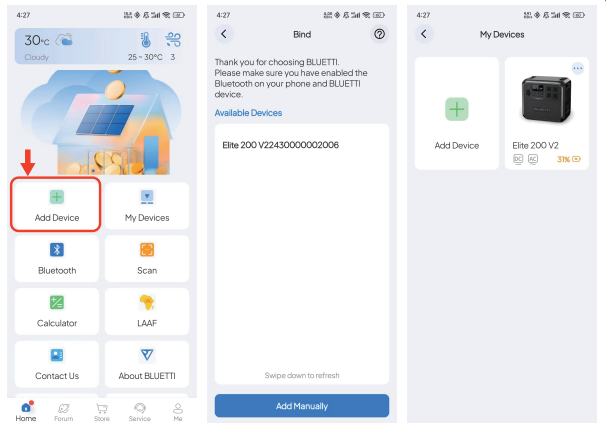 4:27
30°C
Cloudy
25 ~ 30°C 3
Add Device
My Devices
Bluetooth
Scan
Calculator
LAAF
Contact Us
About BLUETTI
Home
Forum
Store
Service
Me
4:27
Bind
Thank you for choosing BLUETTI.
Please make sure you have enabled the
Bluetooth on your phone and BLUETTI
device.
Available Devices
Elite 200 V22430000002006
Swipe down to refresh
Add Manually
4:27
My Devices
Add Device
Elite 200 V2
DC AC 31%